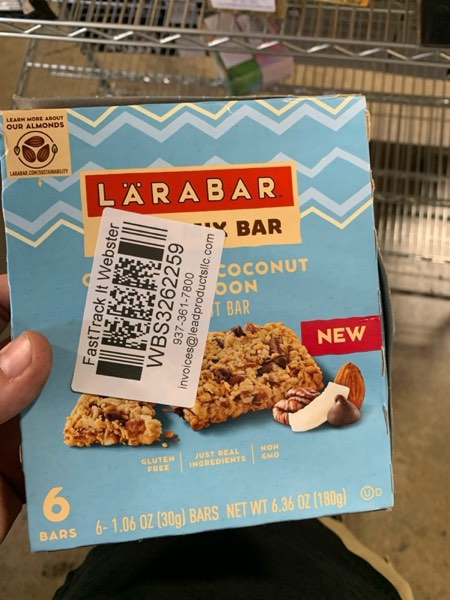 LEARN MORE ABOUT
OUR ALMONDS
LARABAR.COM/SUSTAINABILITY
LÄRABAR
BAR
COCONUT
T BAR
FastTrack It Webster
WBS3262259
937-361-7800
invoices@leadproductsllc.com
NEW
GLUTEN
FREE
JUST REAL
INGREDIENTS
NON
GMO
6
BARS
6- 1.06 OZ (30g) BARS NET WT 6.36 OZ (180g)
U D